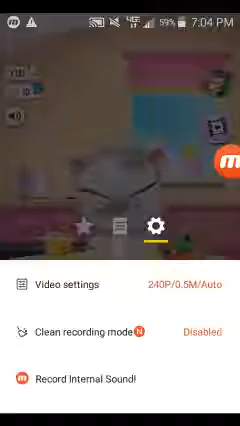 59% 7:04 PM
Video settings 240P/0.5M/Auto
Clean recording mode N Disabled
Record Internal Sound!